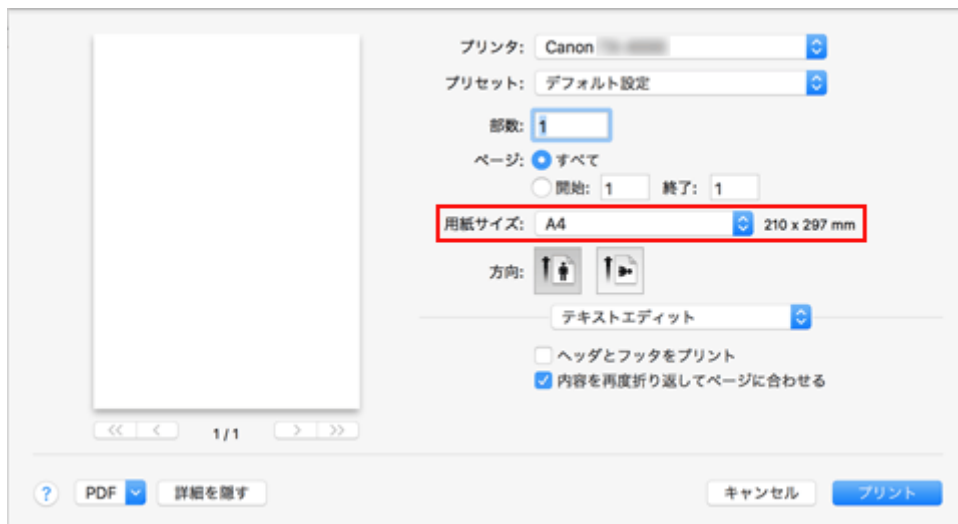 プリンタ: Canon
プリセット: デフォルト設定
部数: 1
ページ: すべて
開始: 1 終了: 1
用紙サイズ: A4 210 x 297 mm
方向:
テキストエディット
ヘッダとフッタをプリント
内容を再度折り返してページに合わせる
<< < 1 / 1 > >>
? PDF 詳細を隠す キャンセル プリント